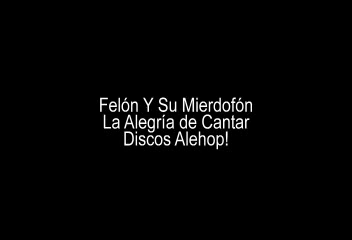 Felón Y Su Mierdofón
La Alegría de Cantar
Discos Alehop!